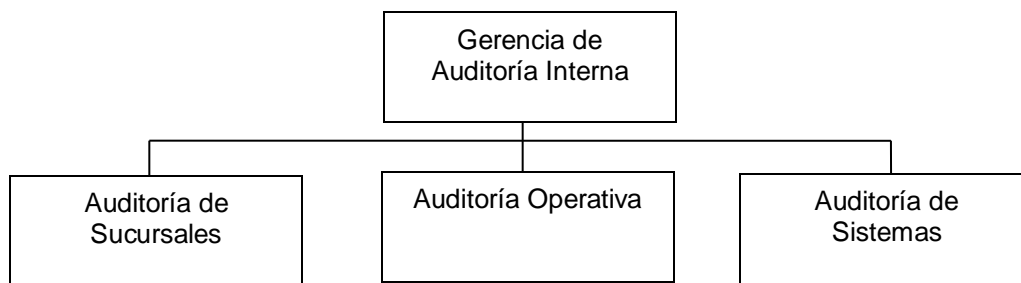 Gerencia de
Auditoría Interna
Auditoría de
Sucursales
Auditoría Operativa
Auditoría de
Sistemas